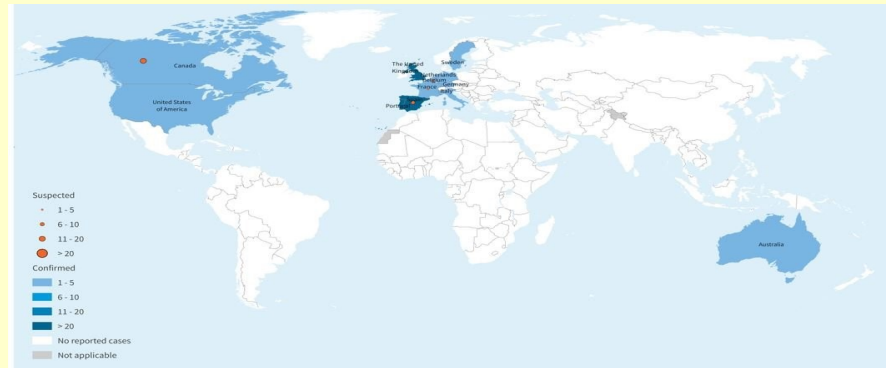 Sweden
The United
Kingdom
Netherlands
Belgium
Germany
France
Italy
Canada
United States
of America
Australia
Suspected
1 - 5
6 - 10
11 - 20
> 20
Confirmed
1 - 5
6 - 10
11 - 20
> 20
No reported cases
Not applicable